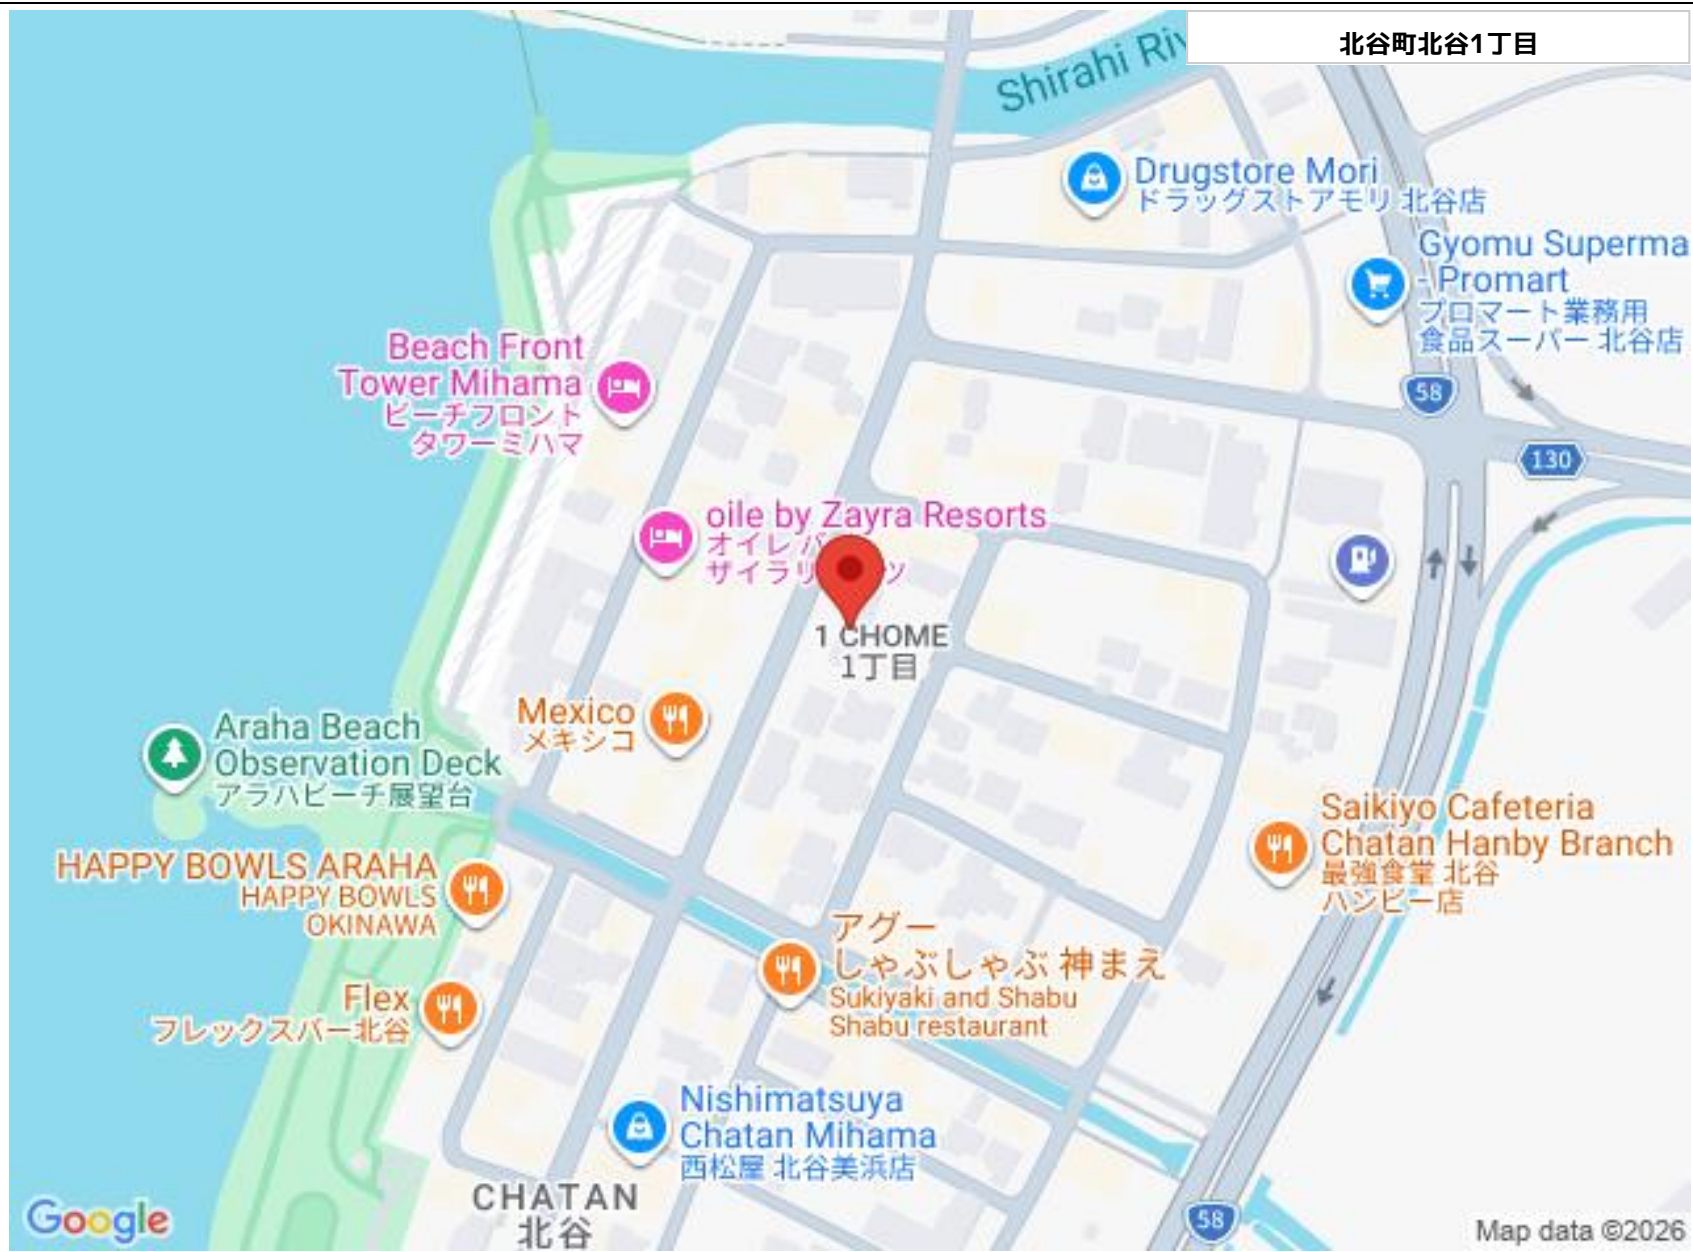 北谷町北谷1丁目
Shirahi Riv
Drugstore Mori
ドラッグストアモリ 北谷店
Gyomu Superma
- Promart
プロマート業務用
食品スーパー 北谷店
Beach Front
Tower Mihama
ビーチフロント
タワーミハマ
58
130
oile by Zayra Resorts
オイレ バ
ザイラリ
ツ
1 CHOME
1丁目
Mexico
メキシコ
Araha Beach
Observation Deck
アラハビーチ展望台
Saikiyo Cafeteria
Chatan Hanby Branch
最強食堂 北谷
ハンビー店
HAPPY BOWLS ARAHA
HAPPY BOWLS
OKINAWA
アグー
しゃぶしゃぶ 神まえ
Sukiyaki and Shabu
Shabu restaurant
Flex
フレックスバー北谷
Nishimatsuya
Chatan Mihama
西松屋 北谷美浜店
CHATAN
北谷
58
Google
Map data ©2026